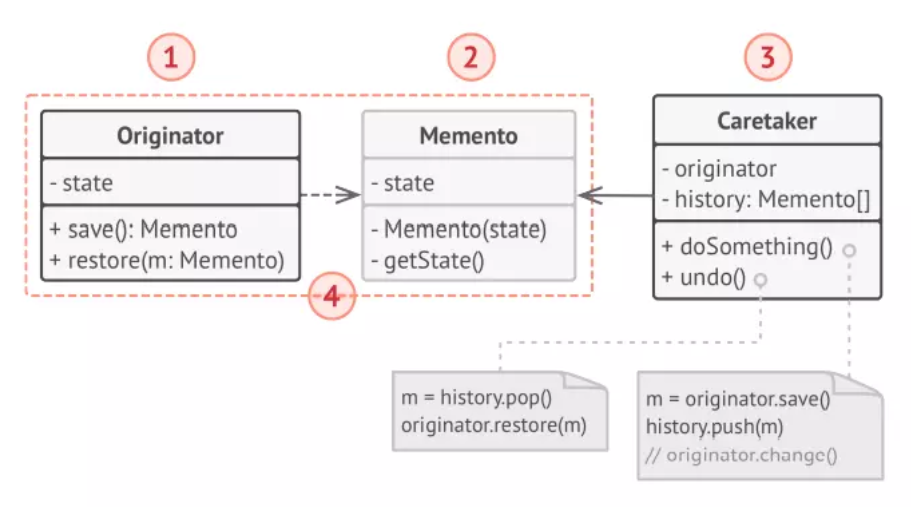 1
2
3
Originator
- state
+ save(): Memento
+ restore(m: Memento)
Memento
- state
- Memento(state)
- getState()
Caretaker
- originator
- history: Memento[]
+ doSomething()
+ undo()
4
m = history.pop()
originator.restore(m)
m = originator.save()
history.push(m)
// originator.change()